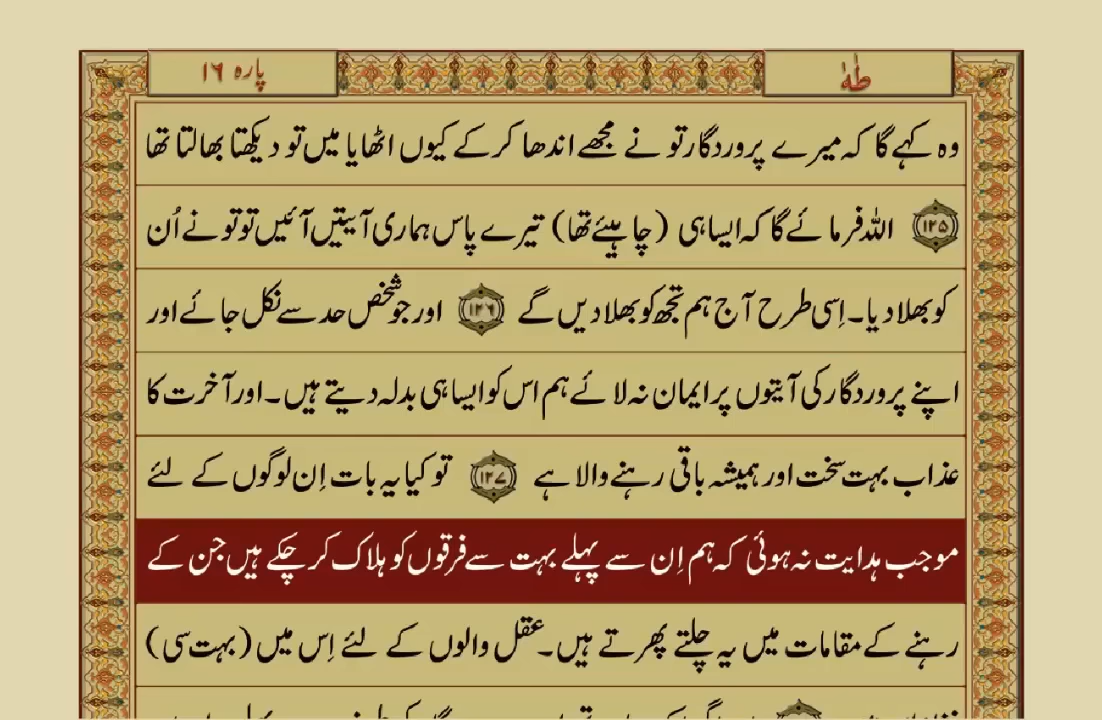 طٰہٰ
پارہ ۱۶
وہ کہے گا کہ میرے پروردگار تو نے مجھے اندھا کر کے کیوں اٹھایا میں تو دیکھتا بھالتا تھا
۱۲۵ اللہ فرمائے گا کہ ایسا ہی (چاہیئے تھا) تیرے پاس ہماری آیتیں آئیں تو تو نے اُن
کو بھلا دیا۔ اِسی طرح آج ہم تجھ کو بھلا دیں گے ۱۲۶ اور جو شخص حد سے نکل جائے اور
اپنے پروردگار کی آیتوں پر ایمان نہ لائے ہم اس کو ایسا ہی بدلہ دیتے ہیں۔ اور آخرت کا
عذاب بہت سخت اور ہمیشہ باقی رہنے والا ہے ۱۲۷ تو کیا یہ بات اِن لوگوں کے لئے
موجب ہدایت نہ ہوئی کہ ہم اِن سے پہلے بہت سے فرقوں کو ہلاک کر چکے ہیں جن کے
رہنے کے مقامات میں یہ چلتے پھرتے ہیں۔ عقل والوں کے لئے اِس میں (بہت سی)